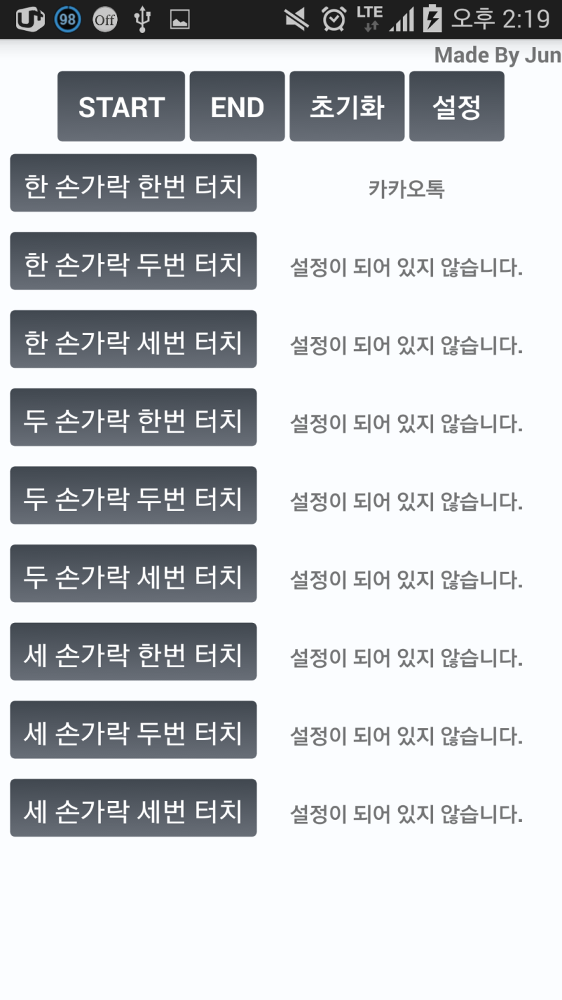 98 Off LTE 오후 2:19
Made By Jun
START END 초기화 설정
한 손가락 한번 터치 카카오톡
한 손가락 두번 터치 설정이 되어 있지 않습니다.
한 손가락 세번 터치 설정이 되어 있지 않습니다.
두 손가락 한번 터치 설정이 되어 있지 않습니다.
두 손가락 두번 터치 설정이 되어 있지 않습니다.
두 손가락 세번 터치 설정이 되어 있지 않습니다.
세 손가락 한번 터치 설정이 되어 있지 않습니다.
세 손가락 두번 터치 설정이 되어 있지 않습니다.
세 손가락 세번 터치 설정이 되어 있지 않습니다.